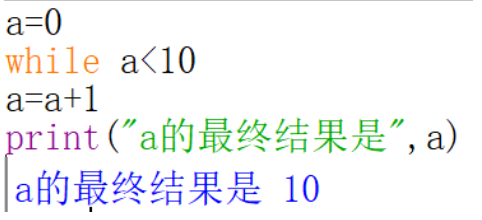 a=0
while a<10
a=a+1
print("a的最终结果是",a)
a的最终结果是 10